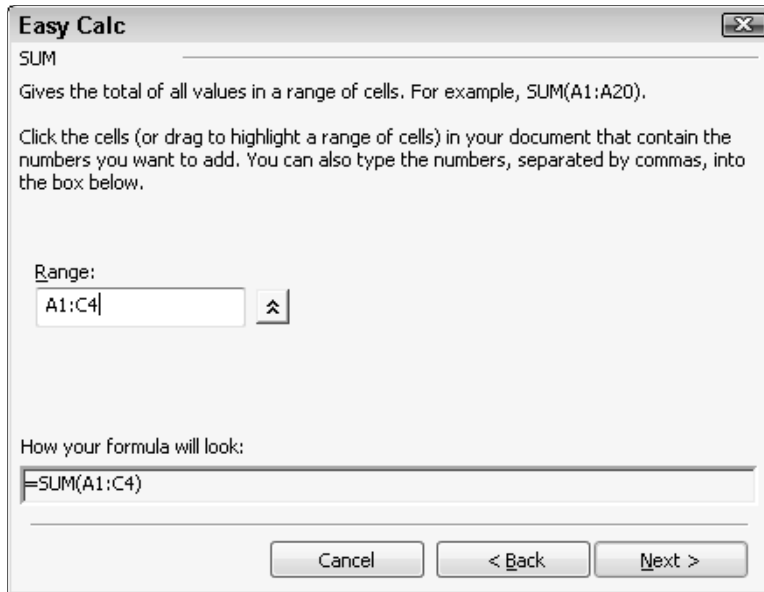 Easy Calc
SUM
Gives the total of all values in a range of cells. For example, SUM(A1:A20).
Click the cells (or drag to highlight a range of cells) in your document that contain the
numbers you want to add. You can also type the numbers, separated by commas, into
the box below.
Range:
A1:C4
How your formula will look:
=SUM(A1:C4)
Cancel
< Back
Next >